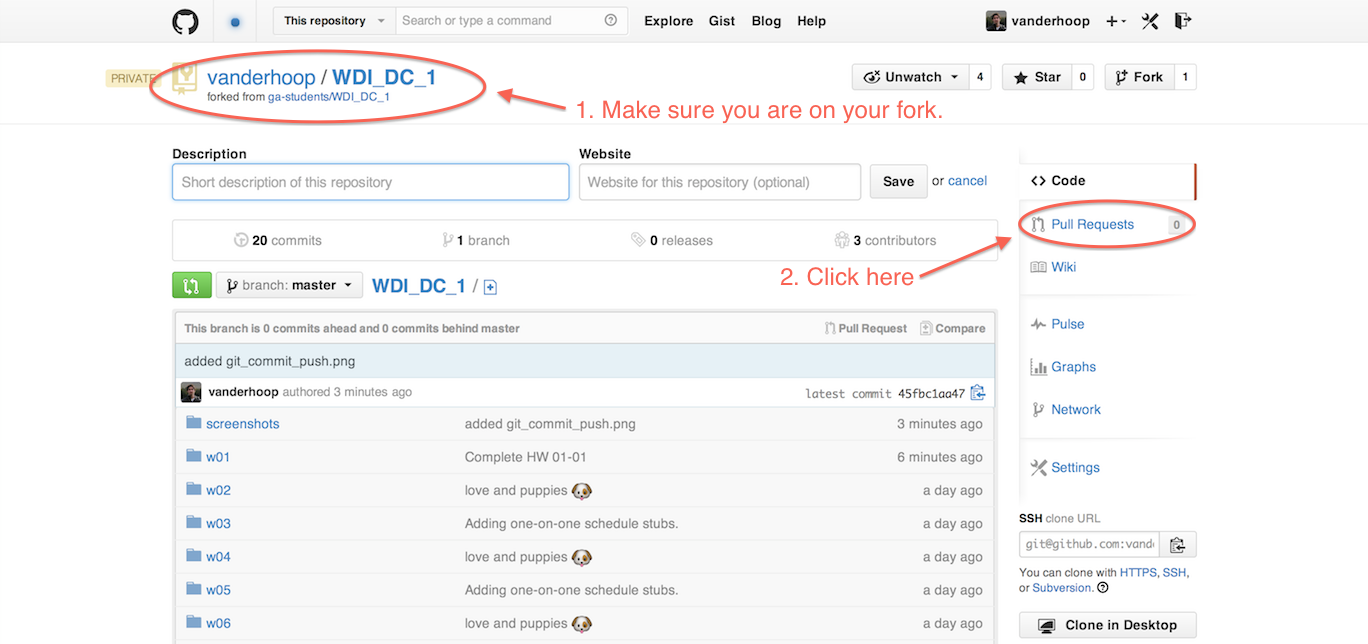 This repository Search or type a command Explore Gist Blog Help vanderhoop
PRIVATE vanderhoop / WDI_DC_1 Unwatch 4 Star 0 Fork 1
forked from ga-students/WDI_DC_1
1. Make sure you are on your fork.
Description Website
Short description of this repository Website for this repository (optional) Save or cancel
<> Code
20 commits 1 branch 0 releases 3 contributors
Pull Requests 0
2. Click here
Wiki
branch: master WDI_DC_1 /
This branch is 0 commits ahead and 0 commits behind master Pull Request Compare
Pulse
added git_commit_push.png
Graphs
vanderhoop authored 3 minutes ago latest commit 45fbc1aa47
Network
screenshots added git_commit_push.png 3 minutes ago
w01 Complete HW 01-01 6 minutes ago
Settings
w02 love and puppies a day ago
w03 Adding one-on-one schedule stubs. a day ago
SSH clone URL
git@github.com:vand
w04 love and puppies a day ago
You can clone with HTTPS, SSH,
or Subversion.
w05 Adding one-on-one schedule stubs. a day ago
w06 love and puppies a day ago
Clone in Desktop